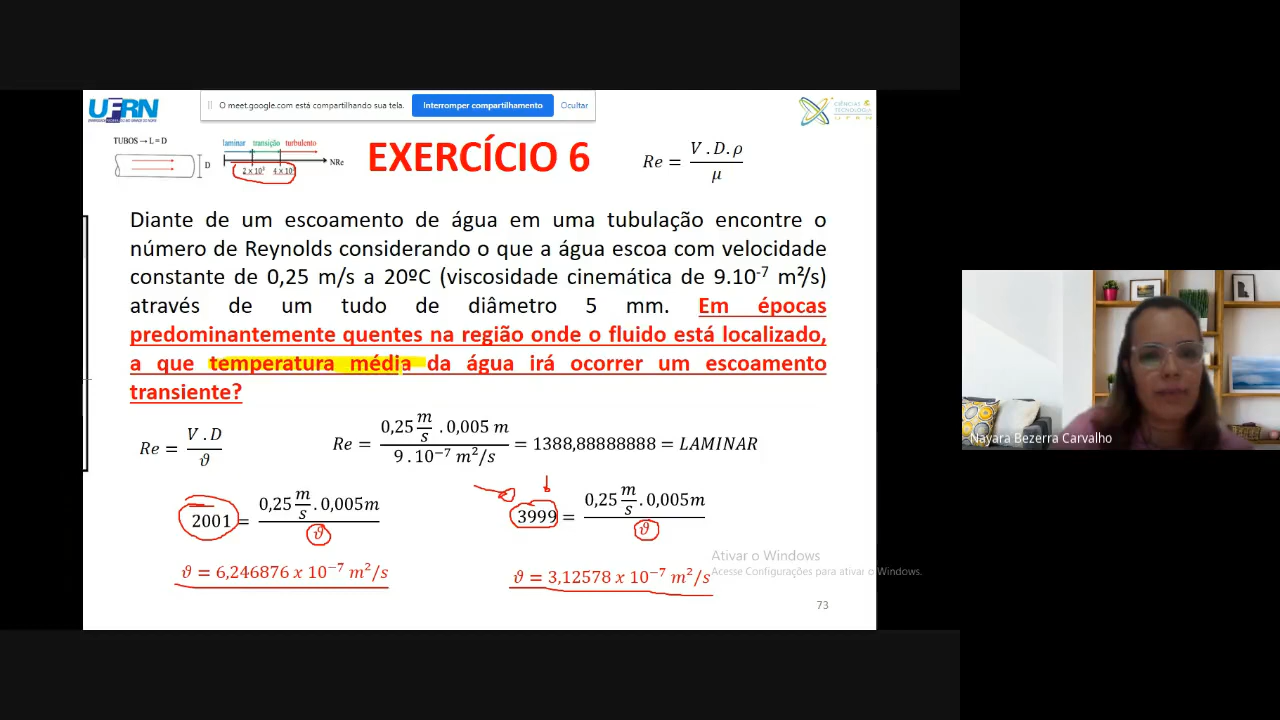 UFRN
O meet.google.com está compartilhando sua tela. Interromper compartilhamento Ocultar
CIÊNCIAS
TECNOLOGIA
UFRN
TUBOS → L = D
D
laminar transição turbulento
NRe
2 x 10³ 4 x 10³
EXERCÍCIO 6
Re = V . D . ρ / μ
Diante de um escoamento de água em uma tubulação encontre o
número de Reynolds considerando o que a água escoa com velocidade
constante de 0,25 m/s a 20ºC (viscosidade cinemática de 9.10⁻⁷ m²/s)
através de um tudo de diâmetro 5 mm. Em épocas
predominantemente quentes na região onde o fluido está localizado,
a que temperatura média da água irá ocorrer um escoamento
transiente?
Re = V . D / ϑ
Re = 0,25 m/s . 0,005 m / 9 . 10⁻⁷ m²/s = 1388,88888888 = LAMINAR
2001 = 0,25 m/s . 0,005m / ϑ
3999 = 0,25 m/s . 0,005m / ϑ
ϑ = 6,246876 x 10⁻⁷ m²/s
ϑ = 3,12578 x 10⁻⁷ m²/s
Ativar o Windows
Acesse Configurações para ativar o Windows.
73
Nayara Bezerra Carvalho